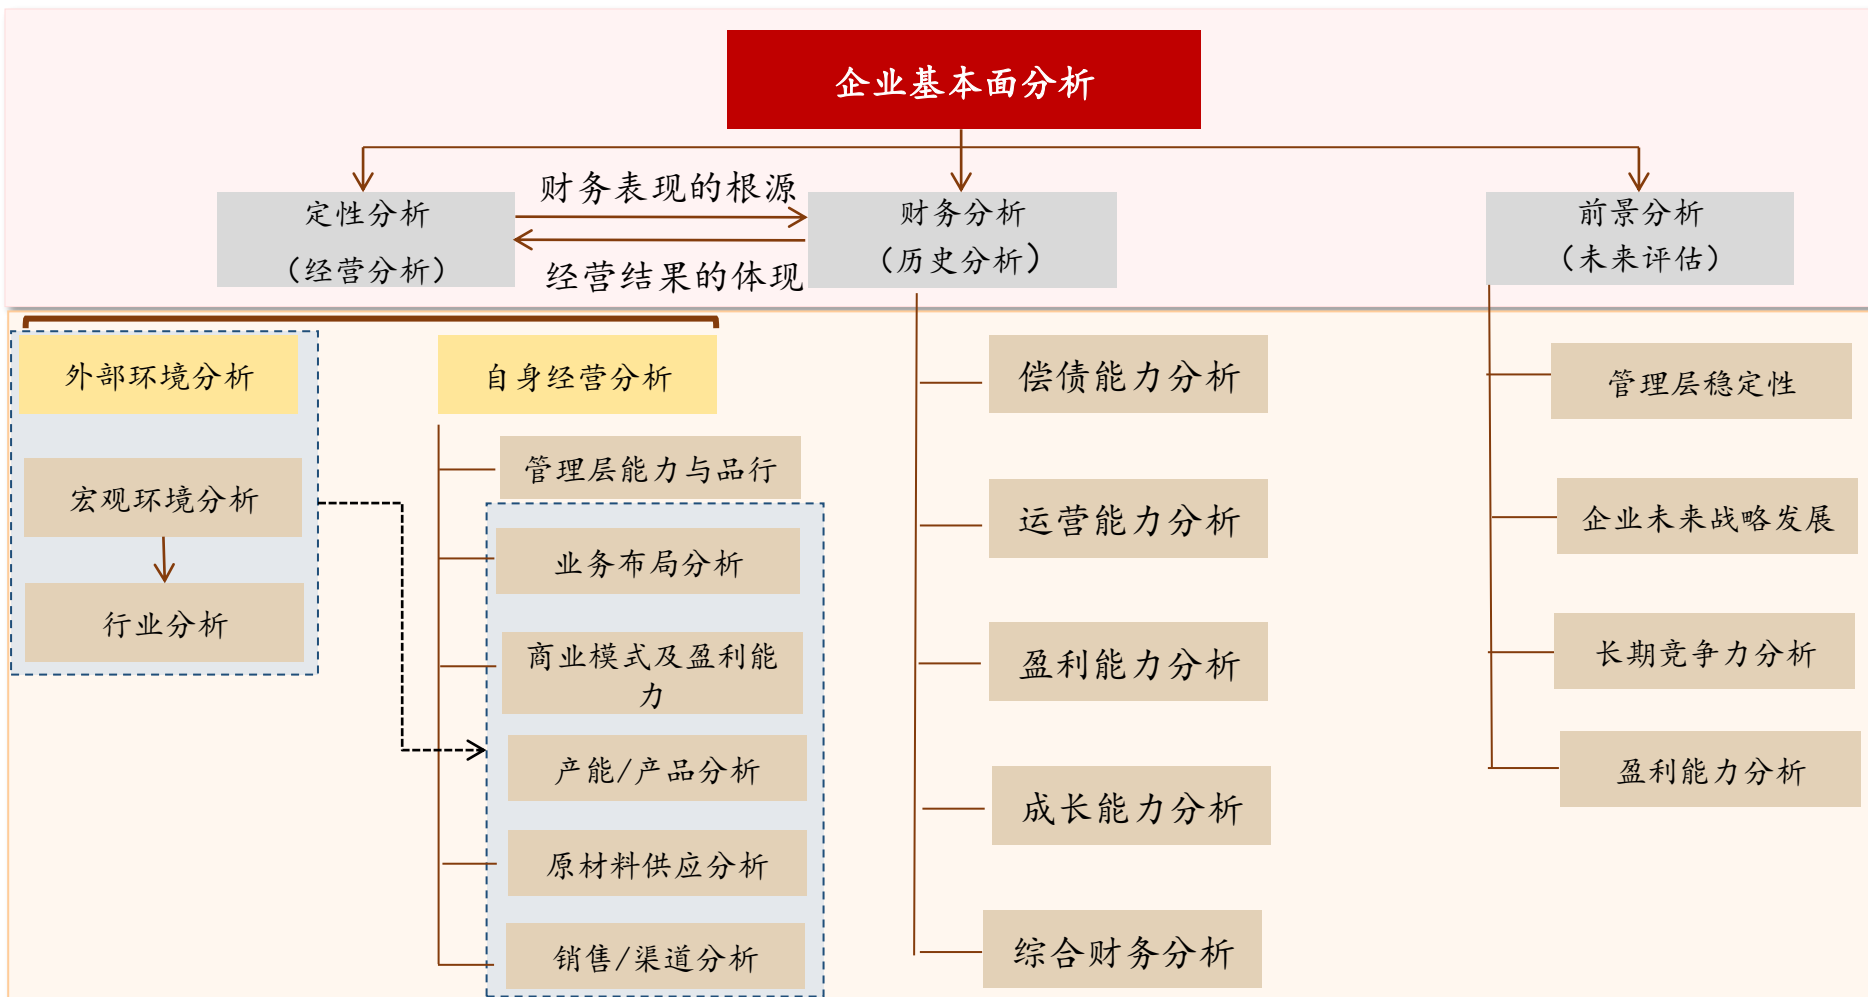 企业基本面分析
定性分析
（经营分析）
财务表现的根源
经营结果的体现
财务分析
（历史分析）
前景分析
（未来评估）
外部环境分析
宏观环境分析
行业分析
自身经营分析
管理层能力与品行
业务布局分析
商业模式及盈利能
力
产能/产品分析
原材料供应分析
销售/渠道分析
偿债能力分析
运营能力分析
盈利能力分析
成长能力分析
综合财务分析
管理层稳定性
企业未来战略发展
长期竞争力分析
盈利能力分析